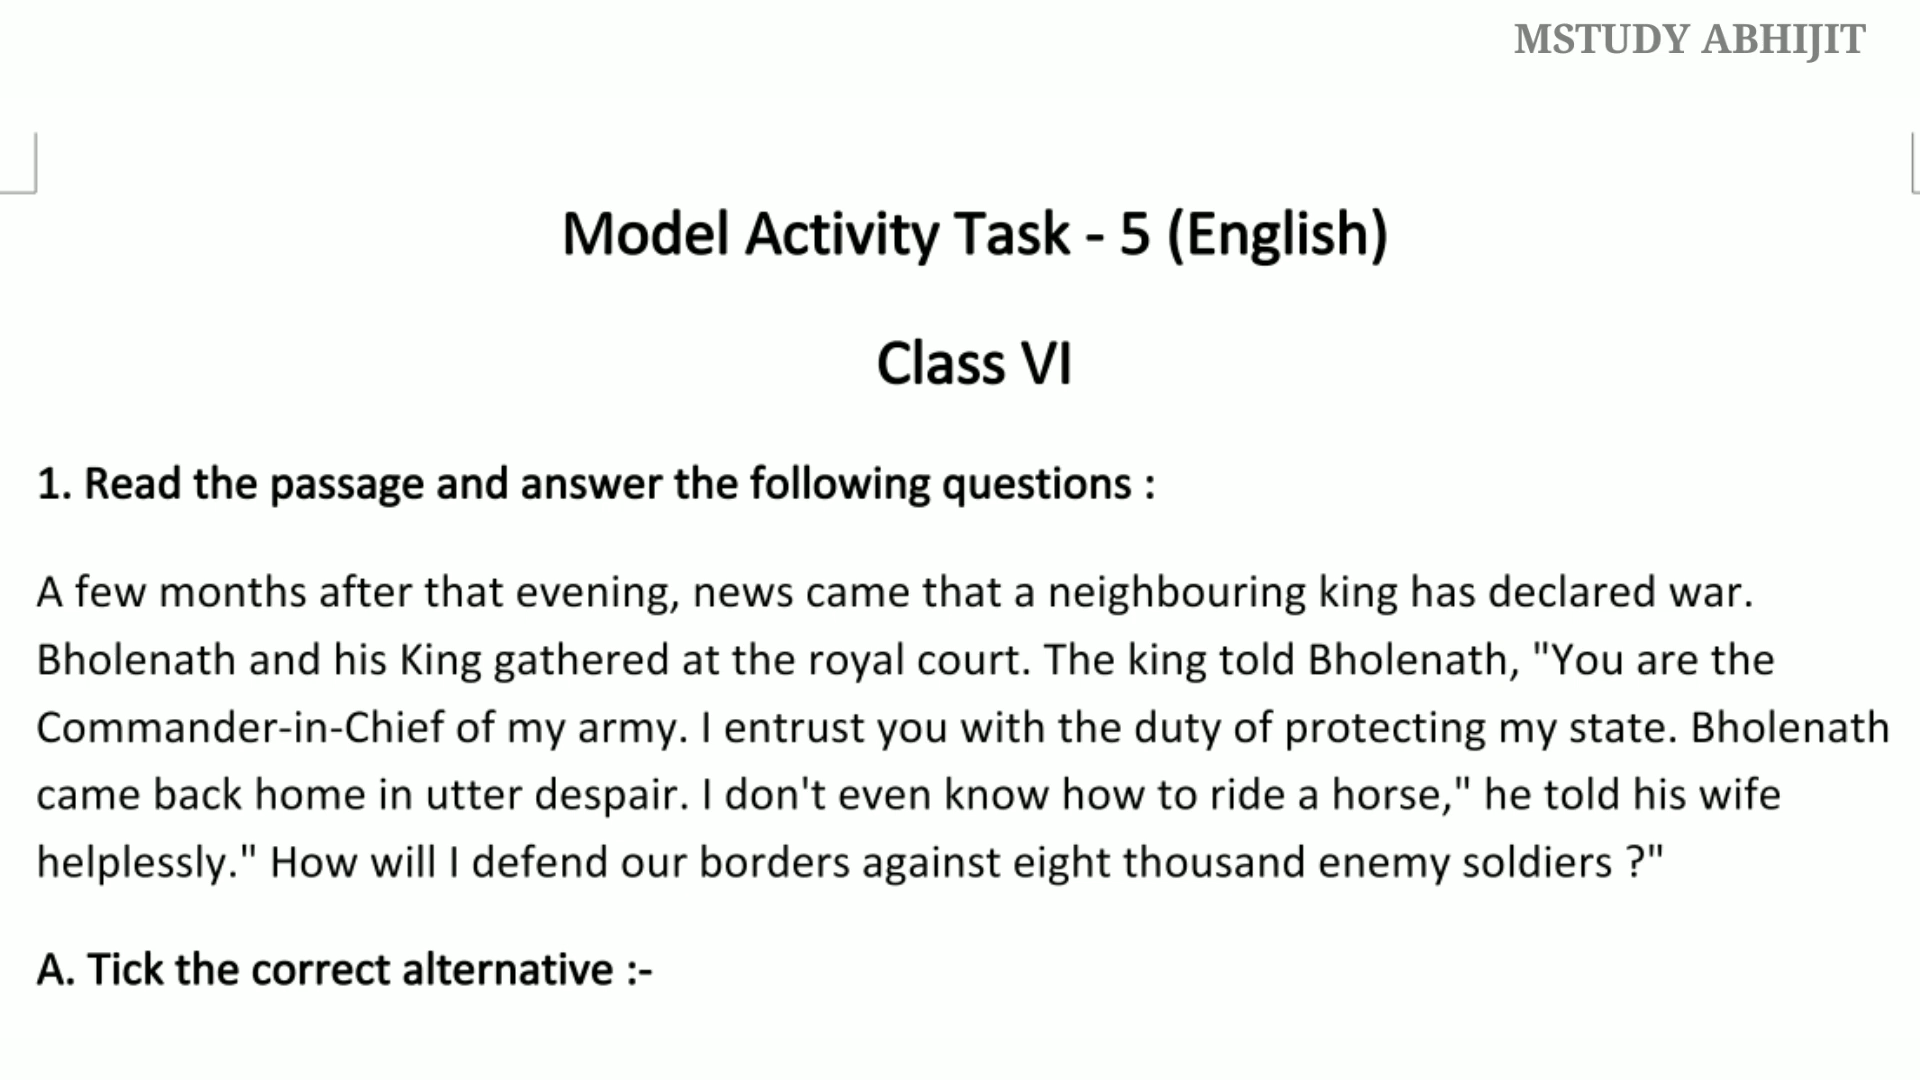 MSTUDY ABHIJIT
Model Activity Task - 5 (English)
Class VI
1. Read the passage and answer the following questions :
A few months after that evening, news came that a neighbouring king has declared war.
Bholenath and his King gathered at the royal court. The king told Bholenath, "You are the
Commander-in-Chief of my army. I entrust you with the duty of protecting my state. Bholenath
came back home in utter despair. I don't even know how to ride a horse," he told his wife
helplessly." How will I defend our borders against eight thousand enemy soldiers ?"
A. Tick the correct alternative :-